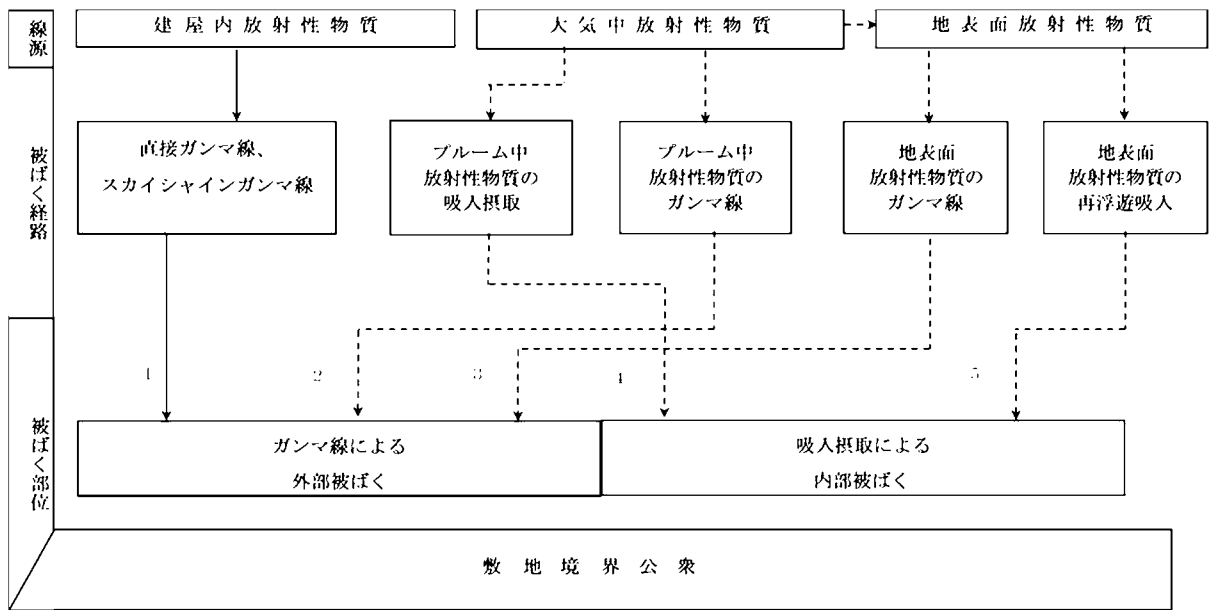 線源
建屋内放射性物質
大気中放射性物質
地表面放射性物質
被ばく経路
直接ガンマ線、
スカイシャインガンマ線
プルーム中
放射性物質の
吸入摂取
プルーム中
放射性物質の
ガンマ線
地表面
放射性物質の
ガンマ線
地表面
放射性物質の
再浮遊吸入
1
2
3
4
5
被ばく部位
ガンマ線による
外部被ばく
吸入摂取による
内部被ばく
敷地境界公衆